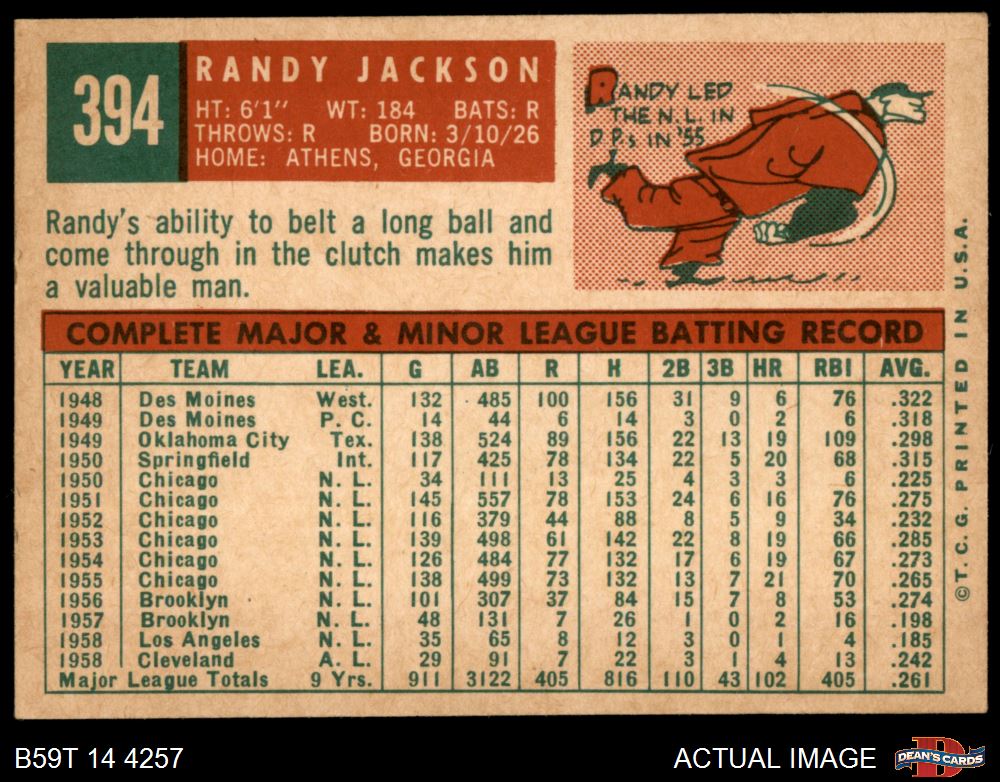 394
RANDY JACKSON
HT: 6'1" WT: 184 BATS: R
THROWS: R BORN: 3/10/26
HOME: ATHENS, GEORGIA
RANDY LED
THE N.L. IN
D P's IN '55
Randy's ability to belt a long ball and
come through in the clutch makes him
a valuable man.
COMPLETE MAJOR & MINOR LEAGUE BATTING RECORD
YEAR TEAM LEA. G AB R H 2B 3B HR RBI AVG.
1948 Des Moines West. 132 485 100 156 31 9 6 76 .322
1949 Des Moines P. C. 14 44 6 14 3 0 2 6 .318
1949 Oklahoma City Tex. 138 524 89 156 22 13 19 109 .298
1950 Springfield Int. 117 425 78 134 22 5 20 68 .315
1950 Chicago N. L. 34 111 13 25 4 3 3 6 .225
1951 Chicago N. L. 145 557 78 153 24 6 16 76 .275
1952 Chicago N. L. 116 379 44 88 8 5 9 34 .232
1953 Chicago N. L. 139 498 61 142 22 8 19 66 .285
1954 Chicago N. L. 126 484 77 132 17 6 19 67 .273
1955 Chicago N. L. 138 499 73 132 13 7 21 70 .265
1956 Brooklyn N. L. 101 307 37 84 15 7 8 53 .274
1957 Brooklyn N. L. 48 131 7 26 1 0 2 16 .198
1958 Los Angeles N. L. 35 65 8 12 3 0 1 4 .185
1958 Cleveland A. L. 29 91 7 22 3 1 4 13 .242
Major League Totals 9 Yrs. 911 3122 405 816 110 43 102 405 .261
©T. C. G. PRINTED IN U.S.A.
B59T 14 4257
ACTUAL IMAGE
D
DEAN'S CARDS